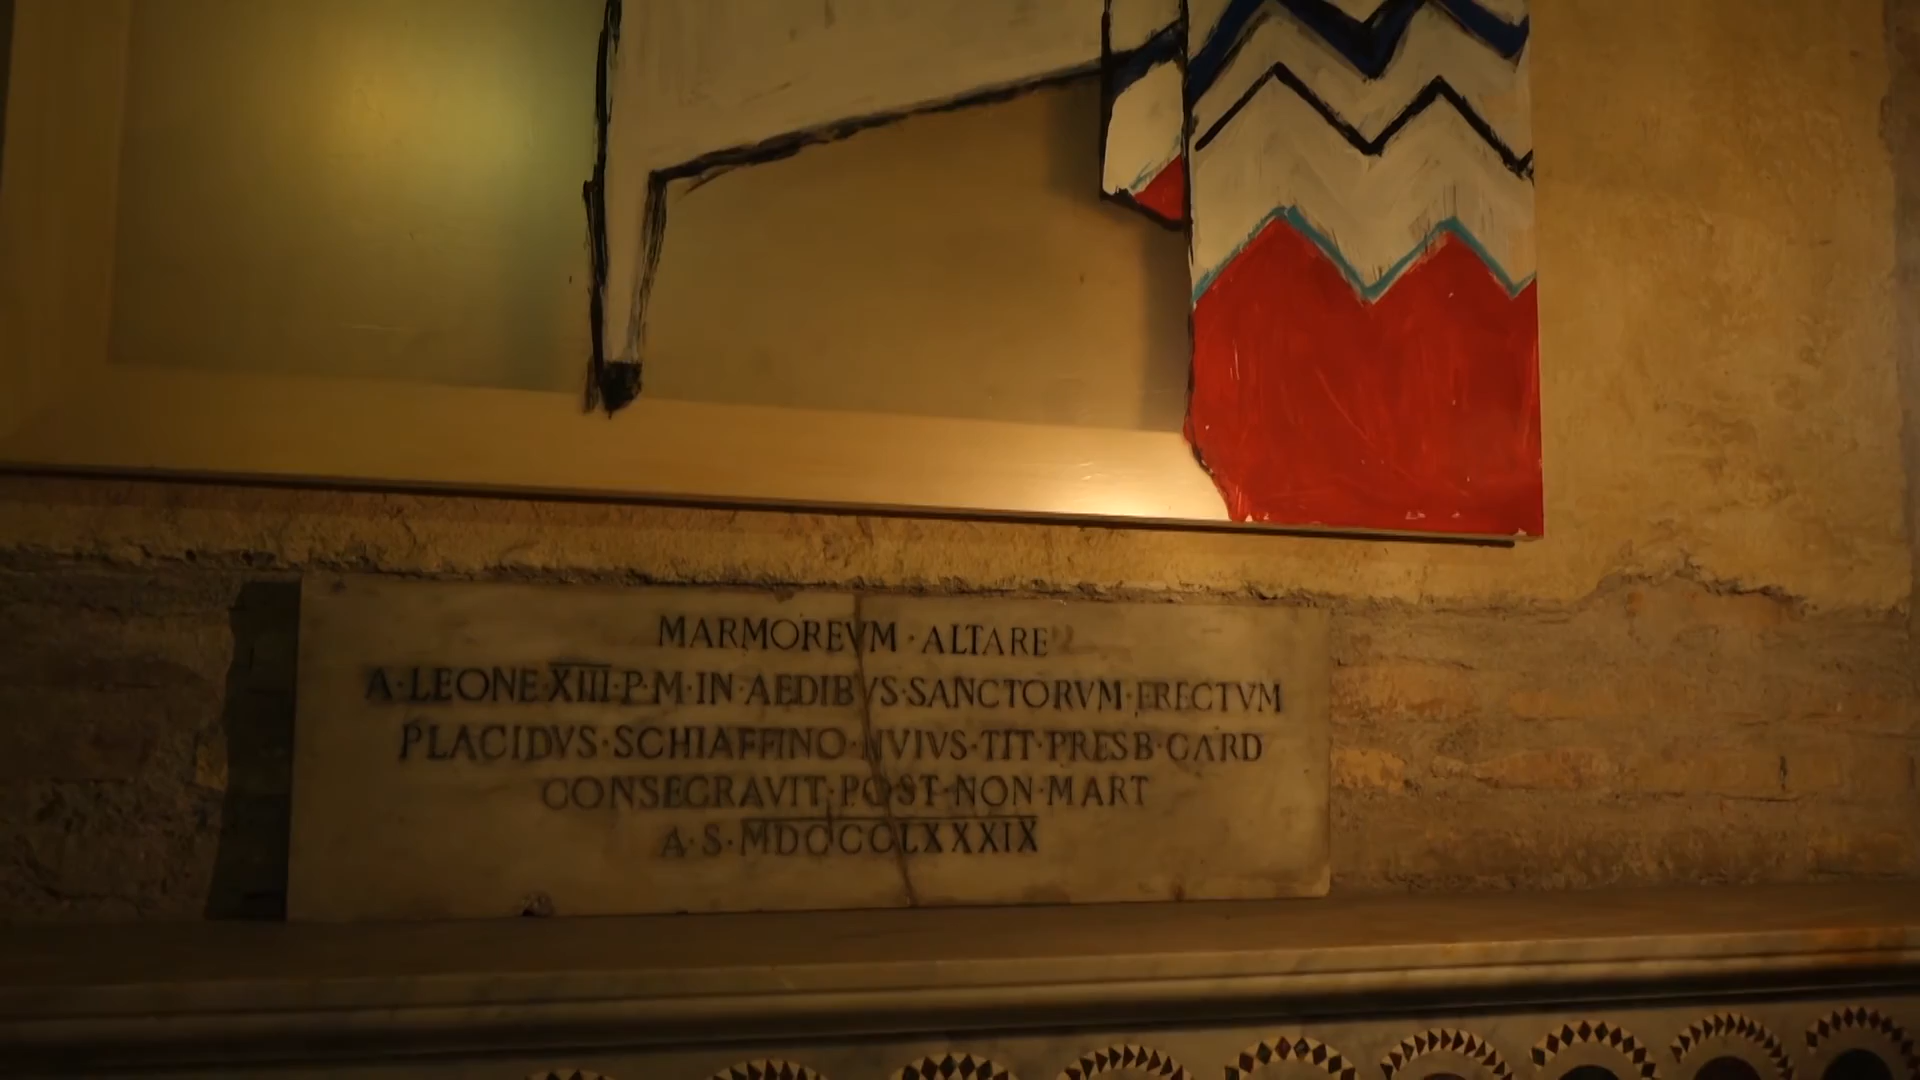 MARMOREVM · ALTARE
A · LEONE XIII · P · M · IN · AEDIBVS · SANCTORVM · ERECTVM
PLACIDVS · SCHIAFFINO · HVIVS · TIT · PRESB · CARD
CONSECRAVIT · POST · NON · MART
A · S · MDCCCLXXXIX